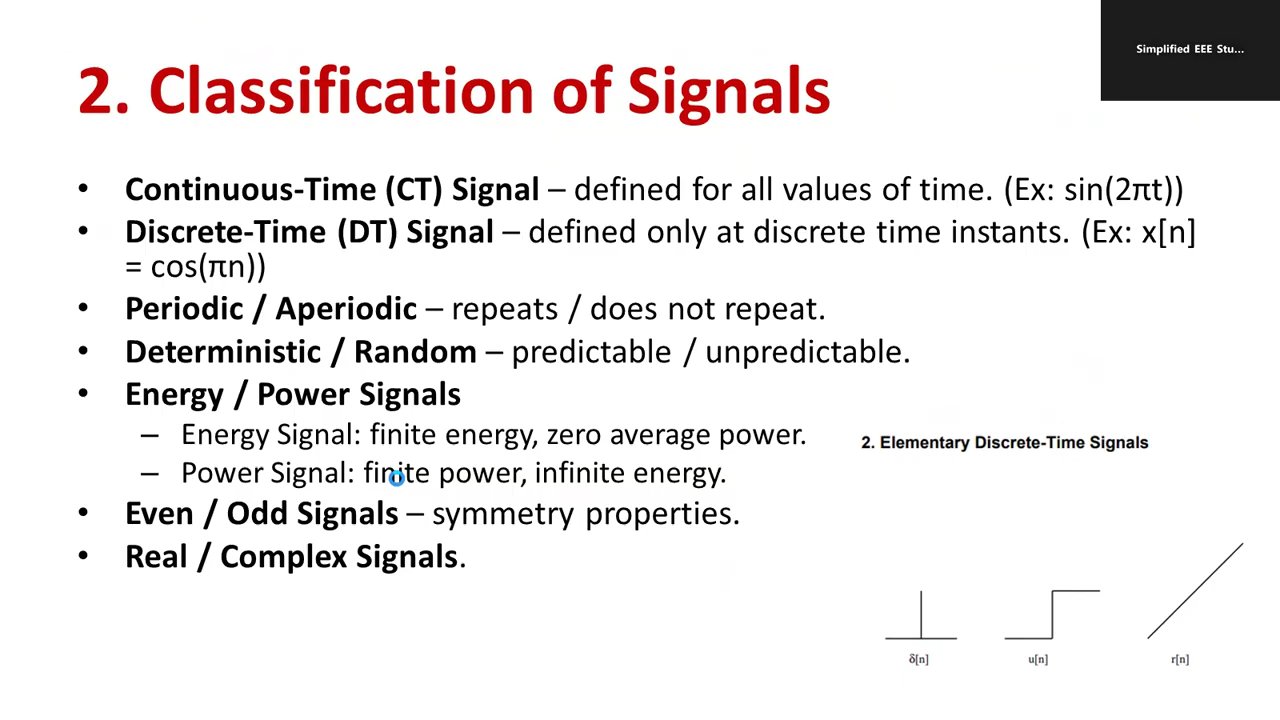 Simplified EEE Stu...
2. Classification of Signals
• Continuous-Time (CT) Signal – defined for all values of time. (Ex: sin(2πt))
• Discrete-Time (DT) Signal – defined only at discrete time instants. (Ex: x[n]
= cos(πn))
• Periodic / Aperiodic – repeats / does not repeat.
• Deterministic / Random – predictable / unpredictable.
• Energy / Power Signals
– Energy Signal: finite energy, zero average power.
– Power Signal: finite power, infinite energy.
• Even / Odd Signals – symmetry properties.
• Real / Complex Signals.
2. Elementary Discrete-Time Signals
δ[n] u[n] r[n]